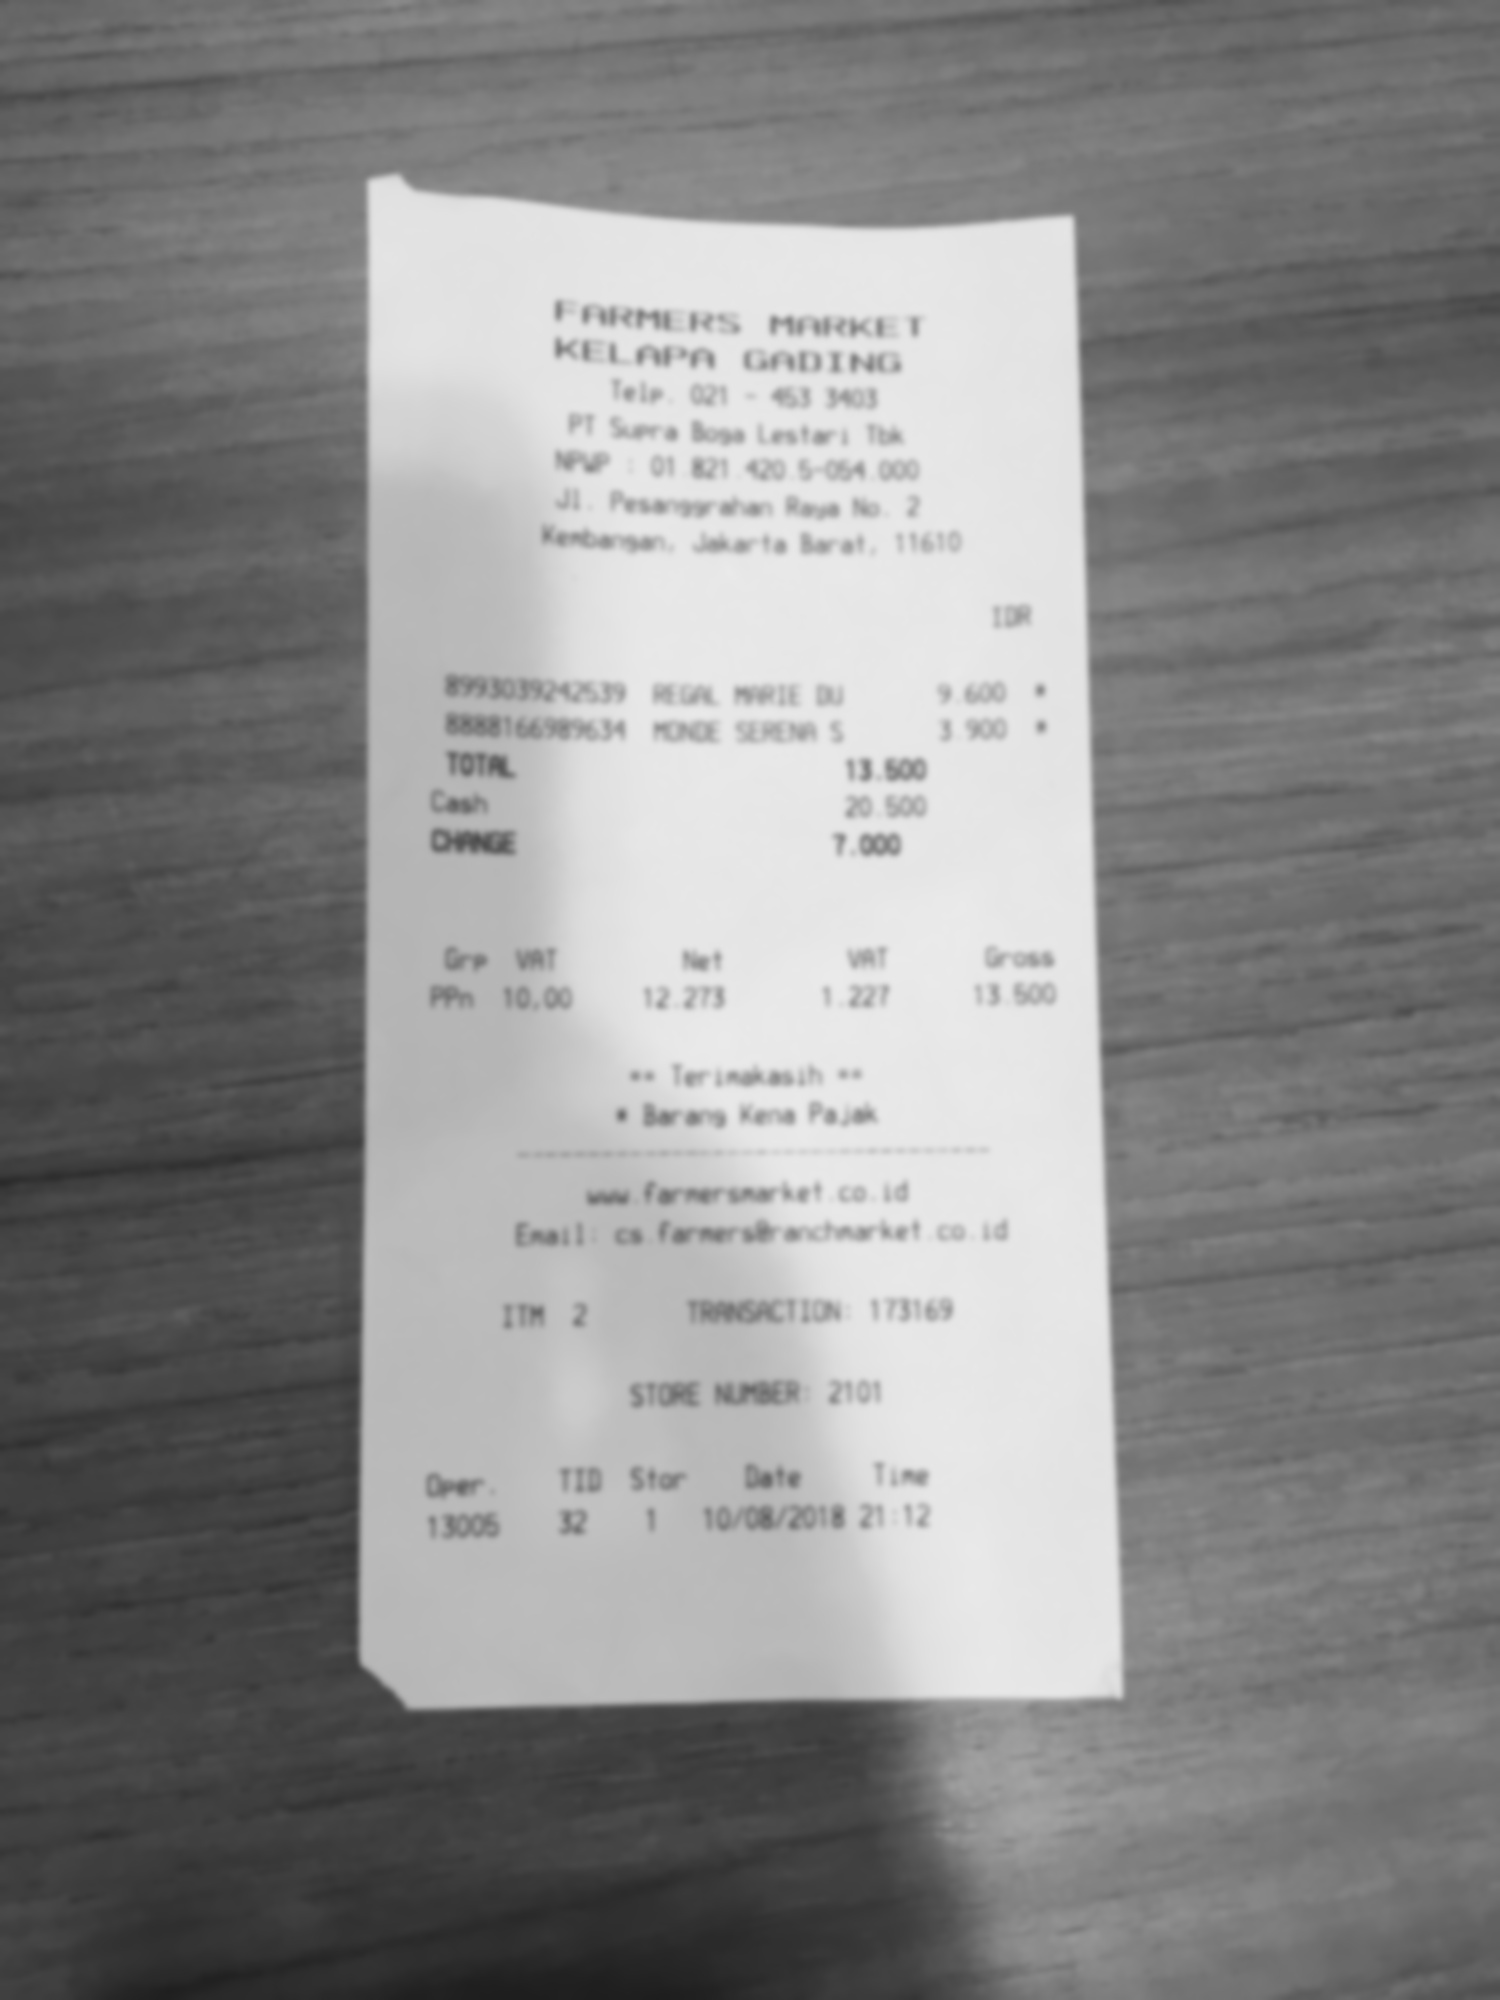 FARMERS MARKET
KELAPA GADING
Telp. 021 - 453 3403
PT Supra Boga Lestari Tbk
NPWP : 01.821.420.5-054.000
Jl. Pesanggrahan Raya No. 2
Kembangan, Jakarta Barat, 11610
IDR
8993039242539 REGAL MARIE DU 9.600 *
8888166989634 MONDE SERENA S 3.900 *
TOTAL 13.500
Cash 20.500
CHANGE 7.000
Grp VAT Net VAT Gross
PPn 10,00 12.273 1.227 13.500
== Terimakasih ==
* Barang Kena Pajak
----------------------------------
www.farmersmarket.co.id
Email: cs.farmers@ranchmarket.co.id
ITM 2 TRANSACTION: 173169
STORE NUMBER: 2101
Oper. TID Stor Date Time
13005 32 1 10/08/2018 21:12